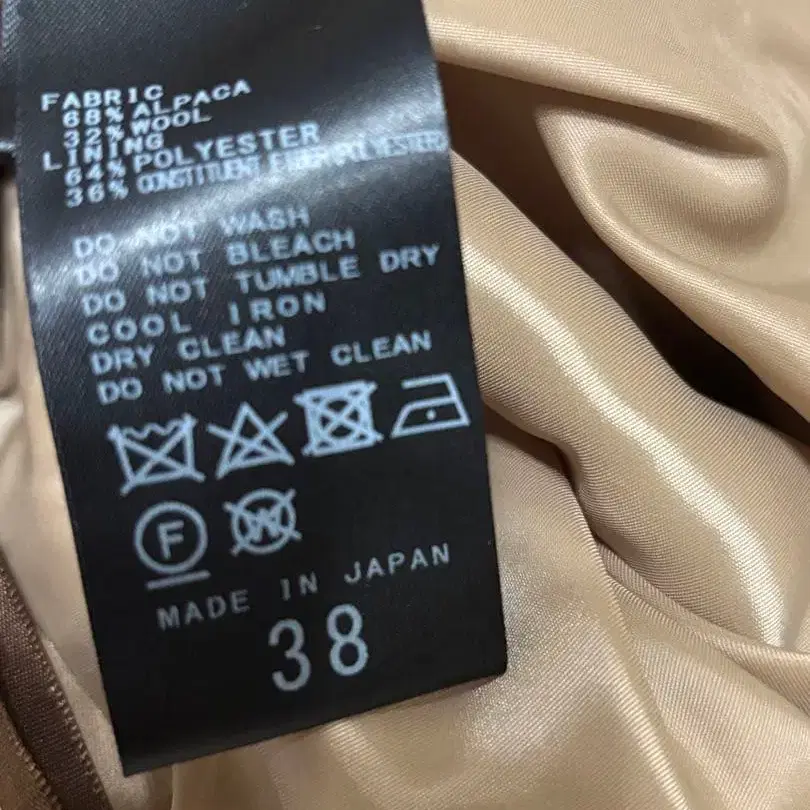 FABRIC
68% ALPACA
32% WOOL
LINING
64% POLYESTER
36% CONSTITUENT FIBER(POLYESTER)
DO NOT WASH
DO NOT BLEACH
DO NOT TUMBLE DRY
COOL IRON
DRY CLEAN
DO NOT WET CLEAN
F W
MADE IN JAPAN
38